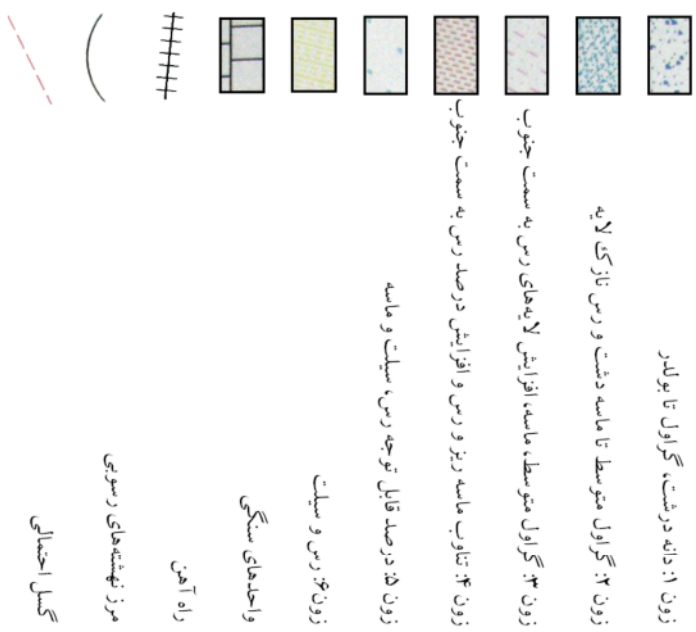 زون ۱: دانه درشت، گراول تا بولدر
زون ۲: گراول متوسط تا ماسه دشت و رس نازک لایه
زون ۳: گراول متوسط، ماسه، افزایش لایه‌های رس به سمت جنوب
زون ۴: تناوب ماسه ریز و رس و افزایش درصد رس به سمت جنوب
زون ۵: درصد قابل توجه رس، سیلت و ماسه
زون ۶: رس و سیلت
واحدهای سنگی
راه آهن
مرز نهشته‌های رسوبی
گسل احتمالی